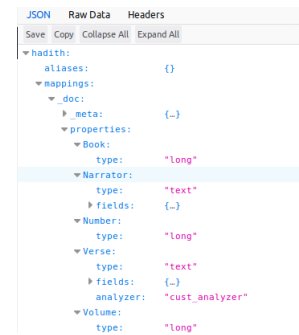 JSON Raw Data Headers
Save Copy Collapse All Expand All
hadith:
aliases: {}
mappings:
_doc:
_meta: {…}
properties:
Book:
type: "long"
Narrator:
type: "text"
fields: {…}
Number:
type: "long"
Verse:
type: "text"
fields: {…}
analyzer: "cust_analyzer"
Volume:
type: "long"